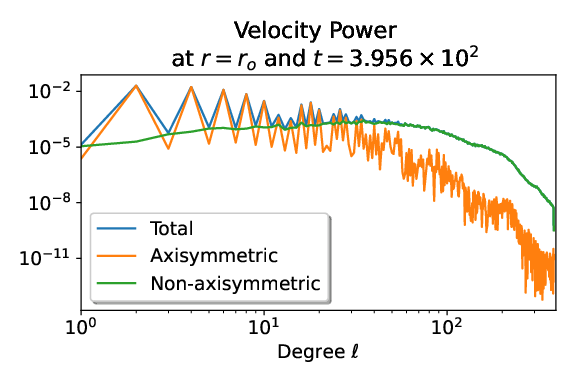 Velocity Power
at r = r_o and t = 3.956 × 10^2
10^−2
10^−5
10^−8
10^−11
Total
Axisymmetric
Non-axisymmetric
10^0 10^1 10^2
Degree ℓ